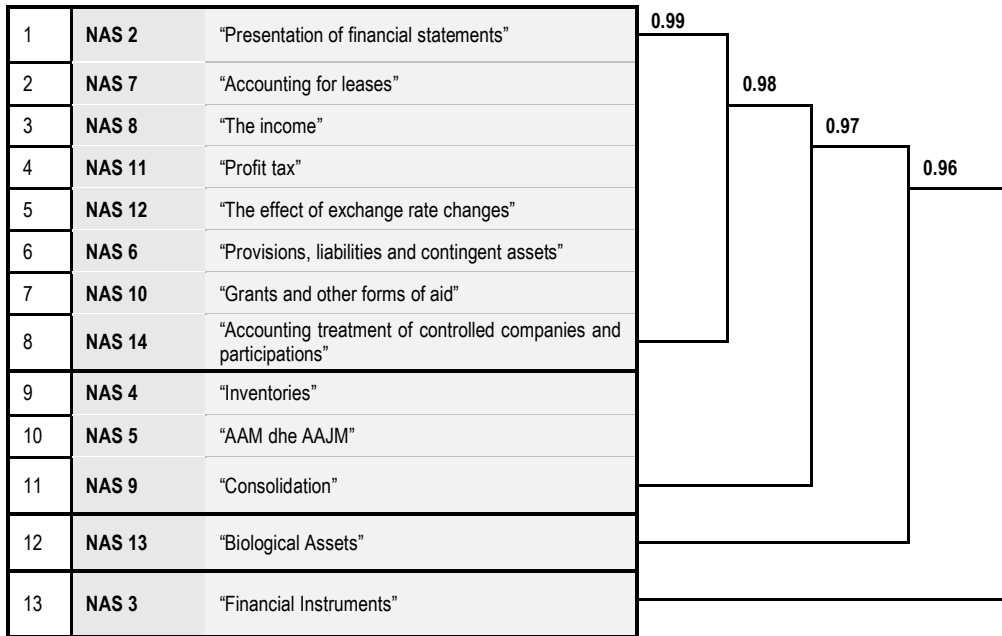 0.99
1 NAS 2 “Presentation of financial statements”
2 NAS 7 “Accounting for leases” 0.98
3 NAS 8 “The income” 0.97
4 NAS 11 “Profit tax” 0.96
5 NAS 12 “The effect of exchange rate changes”
6 NAS 6 “Provisions, liabilities and contingent assets”
7 NAS 10 “Grants and other forms of aid”
8 NAS 14 “Accounting treatment of controlled companies and
participations”
9 NAS 4 “Inventories”
10 NAS 5 “AAM dhe AAJM”
11 NAS 9 “Consolidation”
12 NAS 13 “Biological Assets”
13 NAS 3 “Financial Instruments”